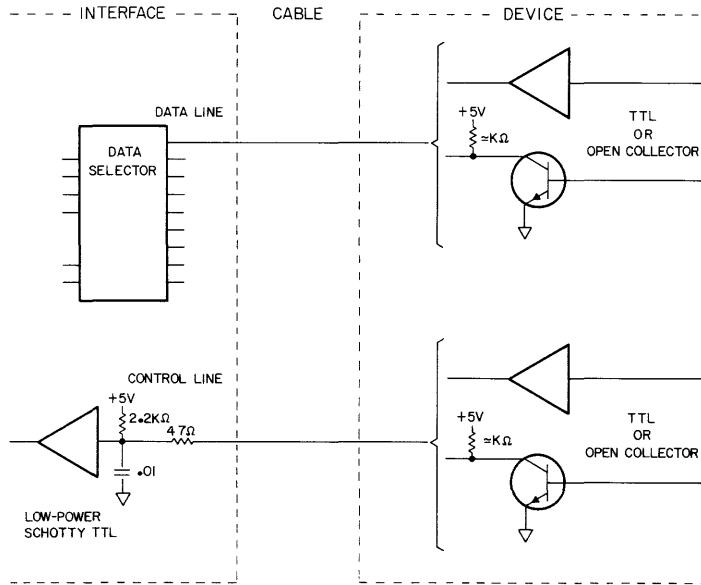 INTERFACE
CABLE
DEVICE
DATA LINE
DATA
SELECTOR
+5V
≃KΩ
TTL
OR
OPEN COLLECTOR
CONTROL LINE
+5V
2.2KΩ
47Ω
.01
LOW-POWER
SCHOTTY TTL
+5V
≃KΩ
TTL
OR
OPEN COLLECTOR